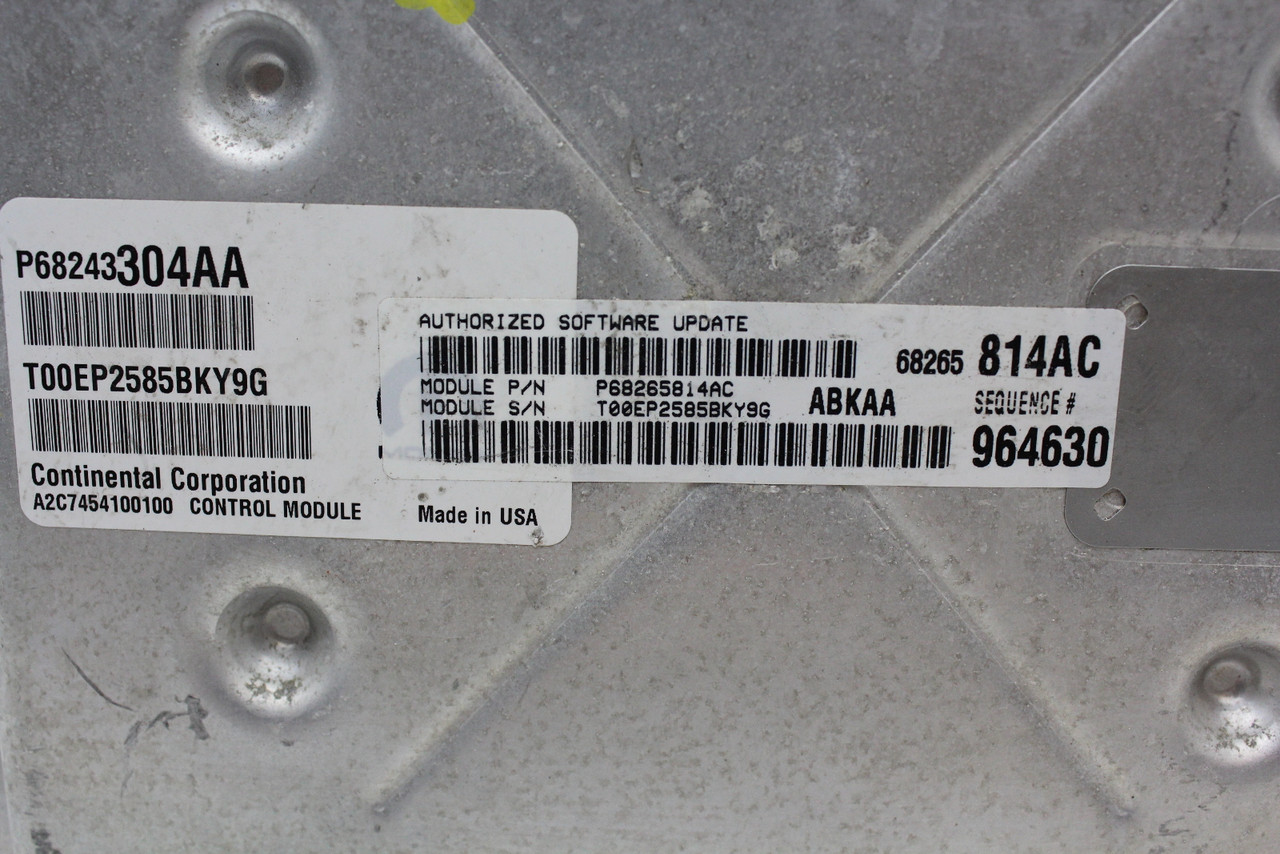 P68243304AA
T00EP2585BKY9G
Continental Corporation
A2C7454100100 CONTROL MODULE
Made in USA
AUTHORIZED SOFTWARE UPDATE
68265 814AC
MODULE P/N P68265814AC
MODULE S/N T00EP2585BKY9G
ABKAA
SEQUENCE #
964630